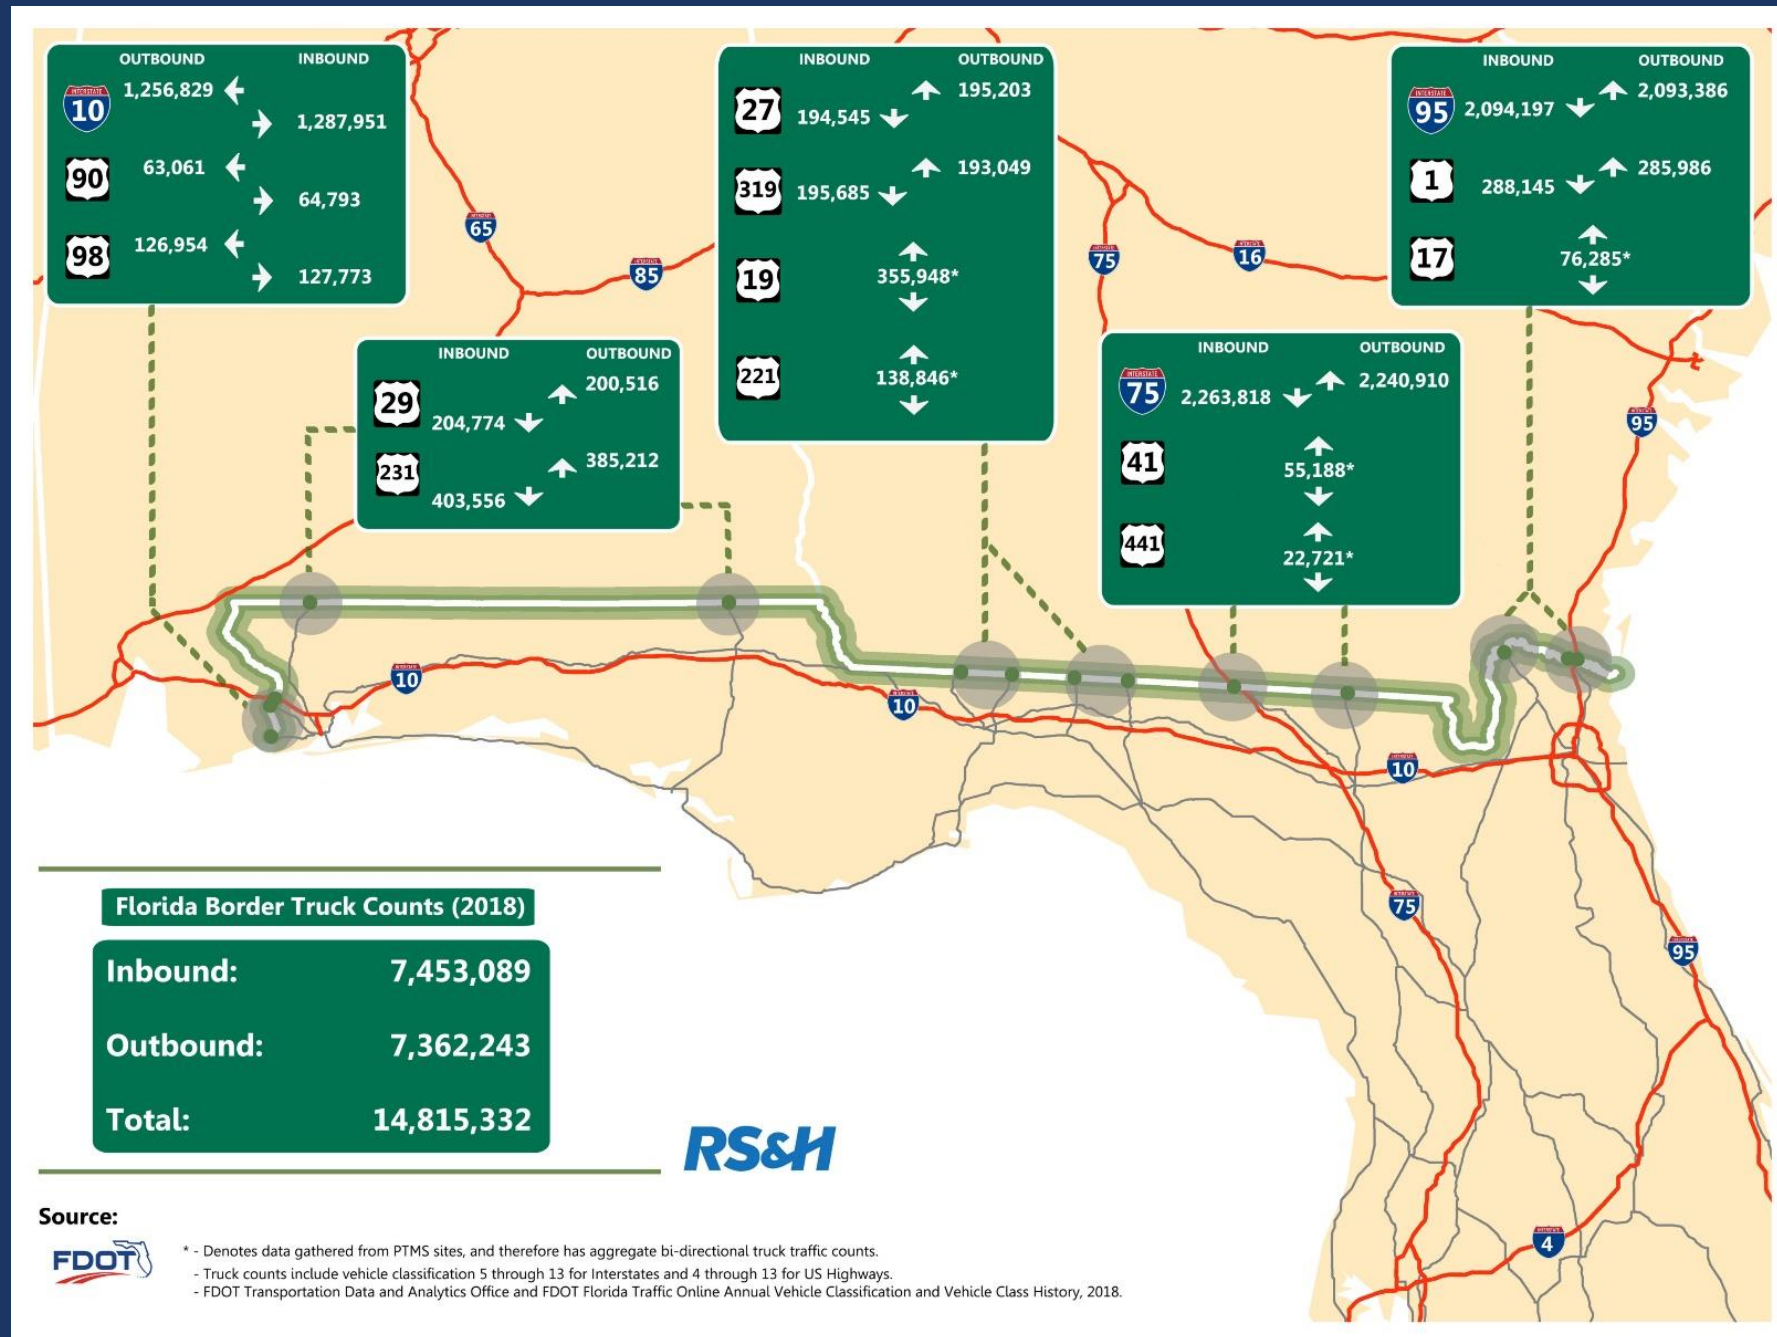 OUTBOUND INBOUND
INTERSTATE
10 1,256,829
1,287,951
90 63,061
64,793
98 126,954
127,773
INBOUND OUTBOUND
29 200,516
204,774
231 385,212
403,556
INBOUND OUTBOUND
27 195,203
194,545
319 193,049
195,685
19 355,948*
221 138,846*
INBOUND OUTBOUND
INTERSTATE
75 2,240,910
2,263,818
41 55,188*
441 22,721*
INBOUND OUTBOUND
INTERSTATE
95 2,093,386
2,094,197
1 285,986
288,145
17 76,285*
65
85
75
16
95
10
10
10
75
95
4
Florida Border Truck Counts (2018)
Inbound: 7,453,089
Outbound: 7,362,243
Total: 14,815,332
RS&H
Source:
FDOT
* - Denotes data gathered from PTMS sites, and therefore has aggregate bi-directional truck traffic counts.
- Truck counts include vehicle classification 5 through 13 for Interstates and 4 through 13 for US Highways.
- FDOT Transportation Data and Analytics Office and FDOT Florida Traffic Online Annual Vehicle Classification and Vehicle Class History, 2018.